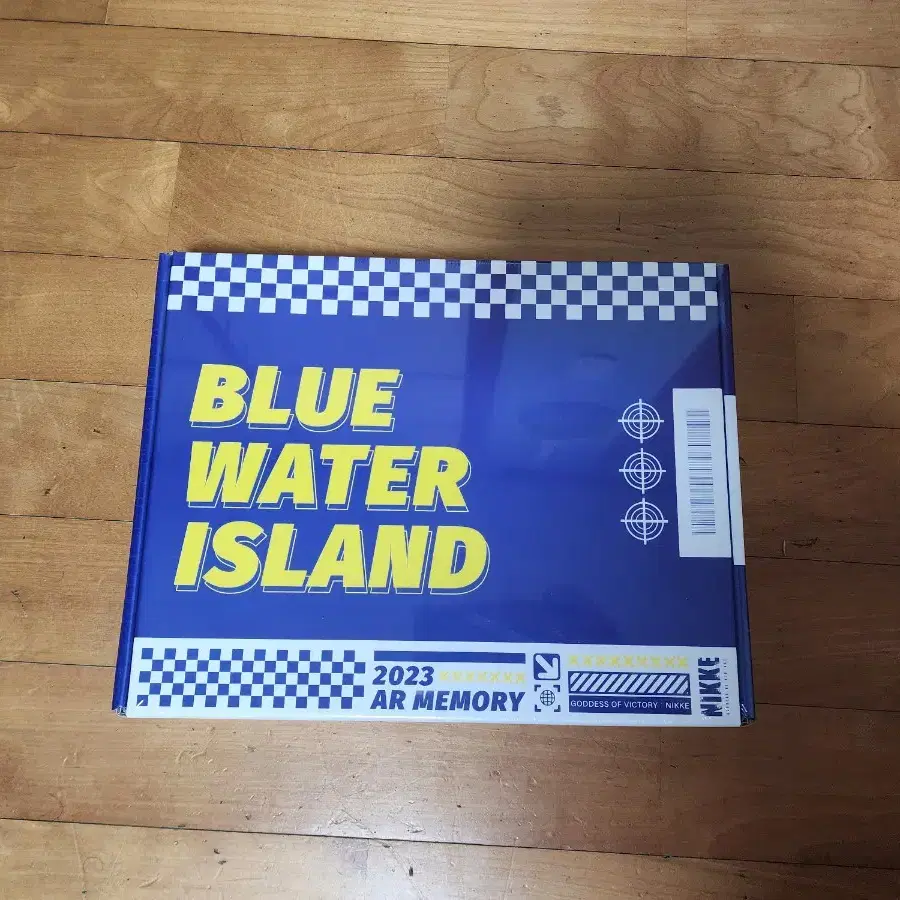 BLUE
WATER
ISLAND
2023
AR MEMORY
GODDESS OF VICTORY : NIKKE
NIKKE